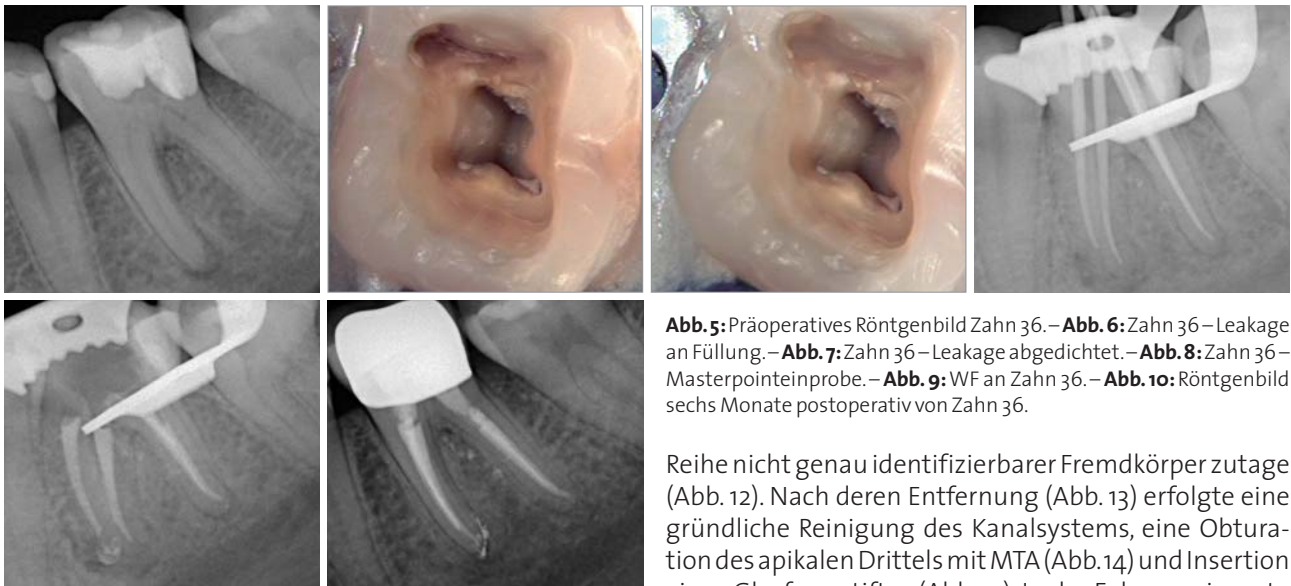 Abb. 5: Präoperatives Röntgenbild Zahn 36. – Abb. 6: Zahn 36 – Leakage
an Füllung. – Abb. 7: Zahn 36 – Leakage abgedichtet. – Abb. 8: Zahn 36 –
Masterpointeinprobe. – Abb. 9: WF an Zahn 36. – Abb. 10: Röntgenbild
sechs Monate postoperativ von Zahn 36.
Reihe nicht genau identifizierbarer Fremdkörper zutage
(Abb. 12). Nach deren Entfernung (Abb. 13) erfolgte eine
gründliche Reinigung des Kanalsystems, eine Obtura-
tion des apikalen Drittels mit MTA (Abb. 14) und Insertion